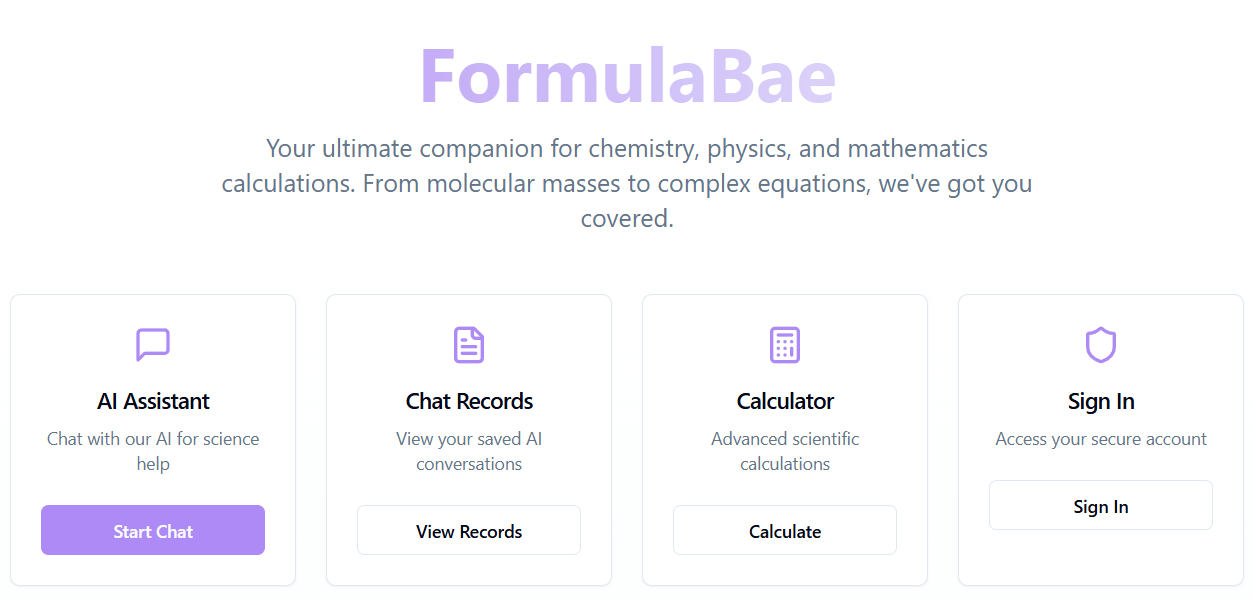 FormulaBae
Your ultimate companion for chemistry, physics, and mathematics
calculations. From molecular masses to complex equations, we've got you
covered.
AI Assistant
Chat with our AI for science
help
Start Chat
Chat Records
View your saved AI
conversations
View Records
Calculator
Advanced scientific
calculations
Calculate
Sign In
Access your secure account
Sign In